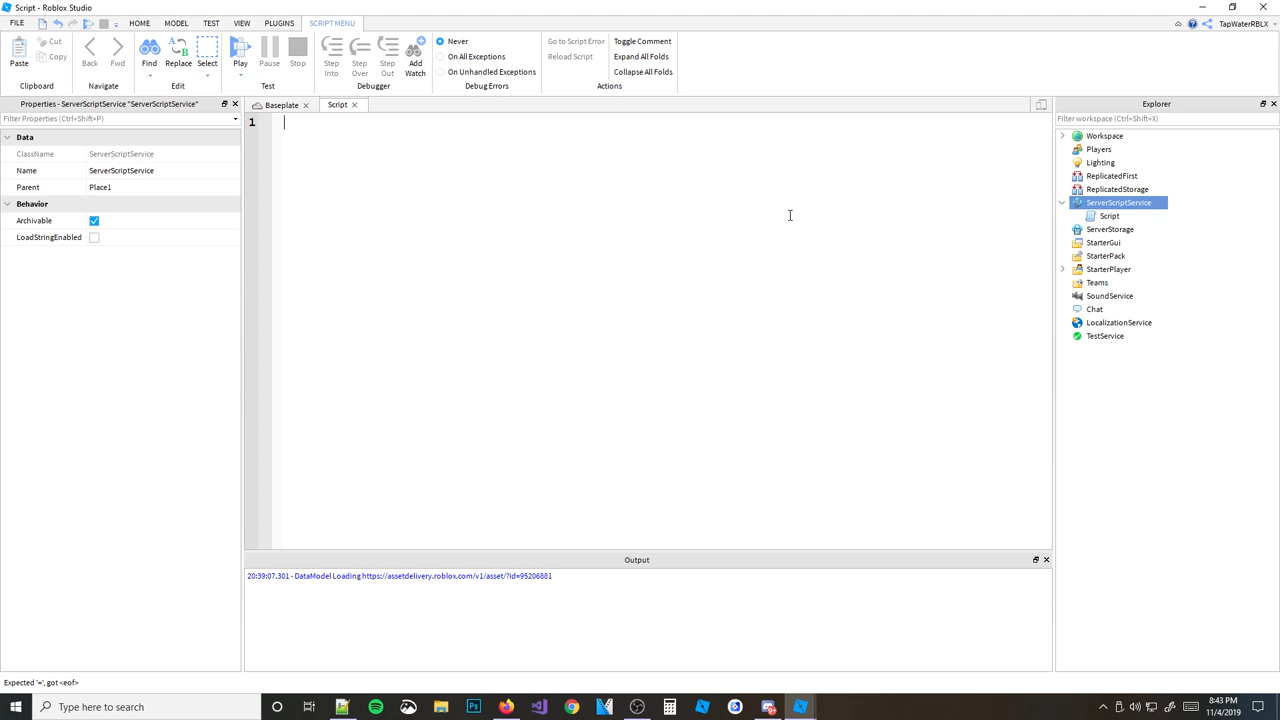 Script - Roblox Studio
FILE HOME MODEL TEST VIEW PLUGINS SCRIPT MENU TapWaterRBLX
Paste Cut Copy Back Fwd Find Replace Select Play Pause Stop Step Into Step Over Step Out Add Watch
Never
On All Exceptions
On Unhandled Exceptions
Go to Script Error
Reload Script
Toggle Comment
Expand All Folds
Collapse All Folds
Clipboard Navigate Edit Test Debugger Debug Errors Actions
Properties - ServerScriptService "ServerScriptService"
Filter Properties (Ctrl+Shift+P)
Data
ClassName ServerScriptService
Name ServerScriptService
Parent Place1
Behavior
Archivable
LoadStringEnabled
Baseplate Script
1
Explorer
Filter workspace (Ctrl+Shift+X)
Workspace
Players
Lighting
ReplicatedFirst
ReplicatedStorage
ServerScriptService
Script
ServerStorage
StarterGui
StarterPack
StarterPlayer
Teams
SoundService
Chat
LocalizationService
TestService
Output
20:39:07.301 - DataModel Loading https://assetdelivery.roblox.com/v1/asset/?id=95206881
Expected '=', got <eof>
Type here to search
Ps
8:43 PM
11/4/2019